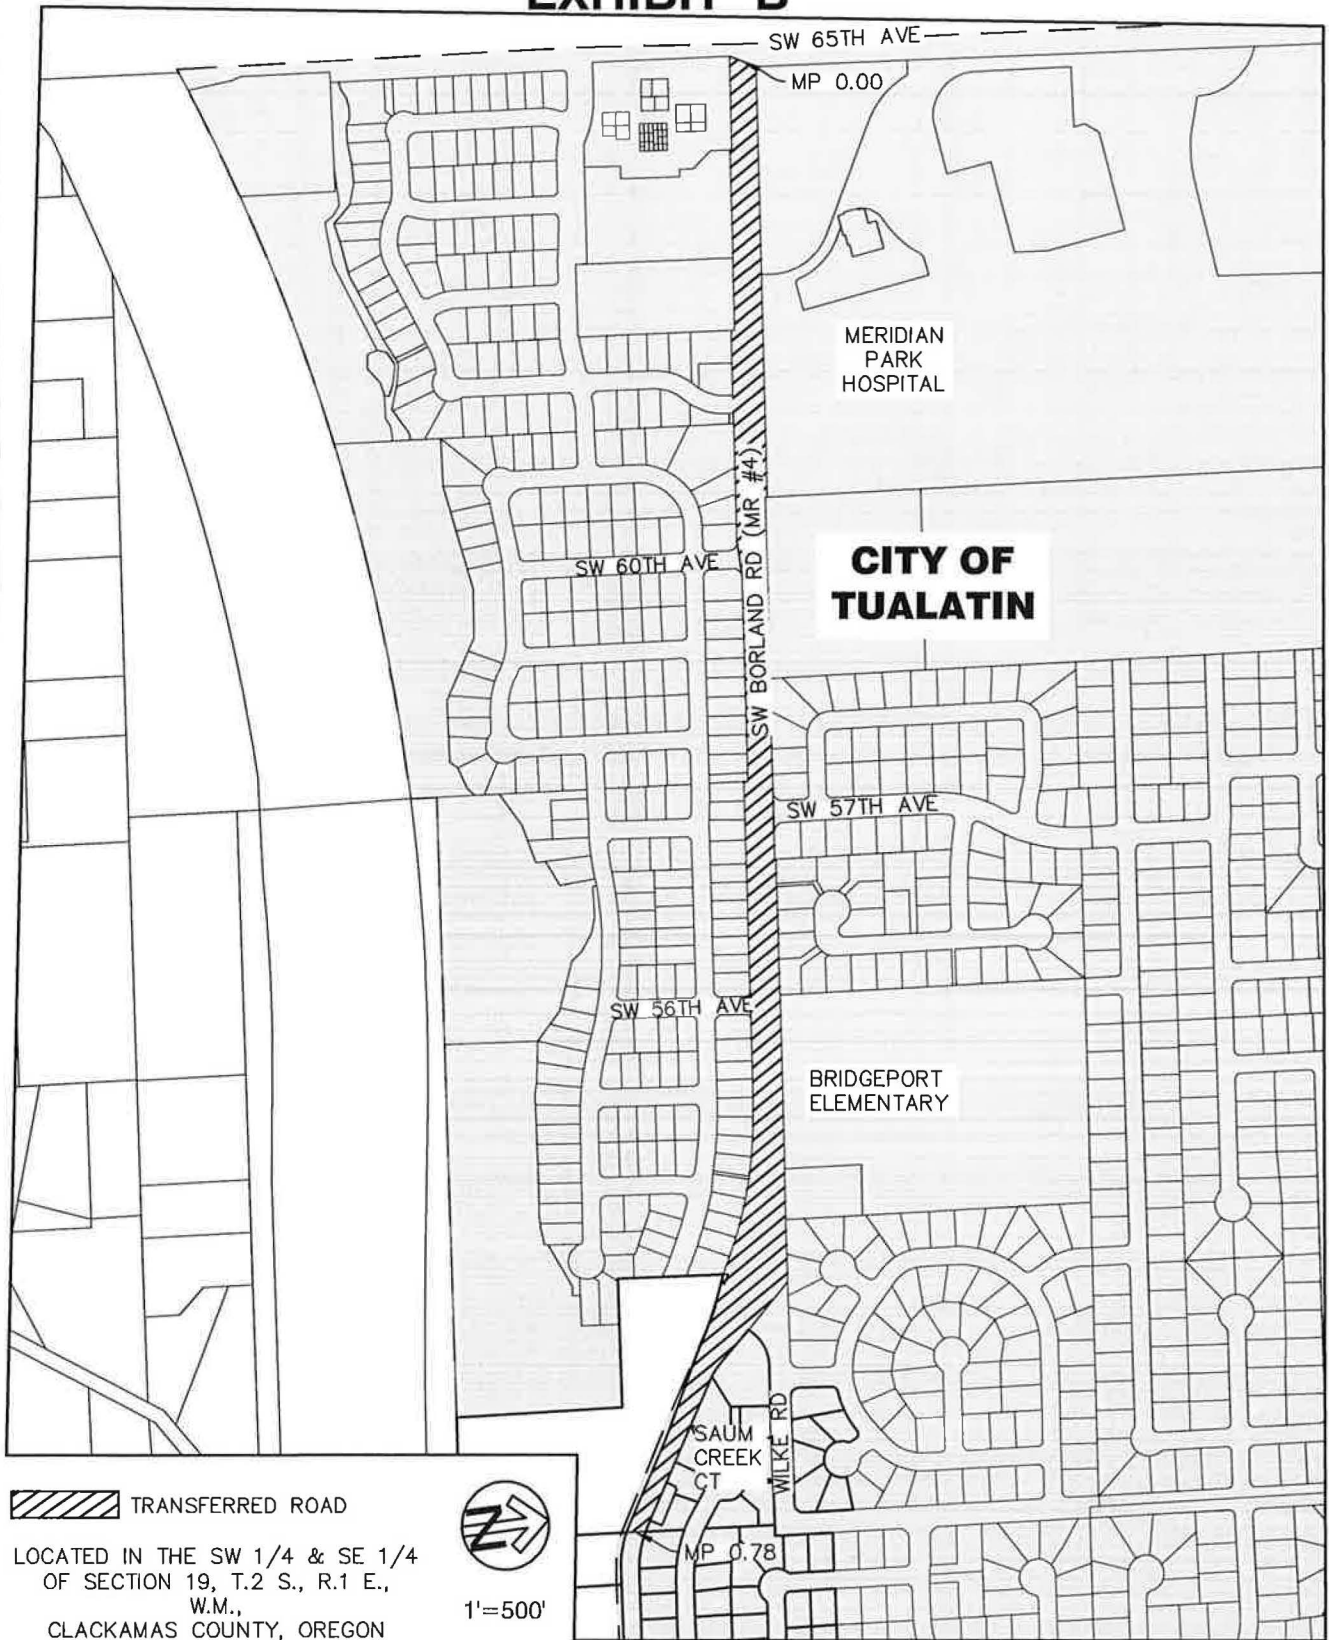 EXHIBIT "B"
SW 65TH AVE
MP 0.00
MERIDIAN
PARK
HOSPITAL
SW BORLAND RD (MR #4)
CITY OF
TUALATIN
SW 60TH AVE
SW 57TH AVE
SW 56TH AVE
BRIDGEPORT
ELEMENTARY
WILKE RD
SAUM
CREEK
CT
MP 0.78
TRANSFERRED ROAD
LOCATED IN THE SW 1/4 & SE 1/4
OF SECTION 19, T.2 S., R.1 E.,
W.M.,
CLACKAMAS COUNTY, OREGON
N
1'=500'